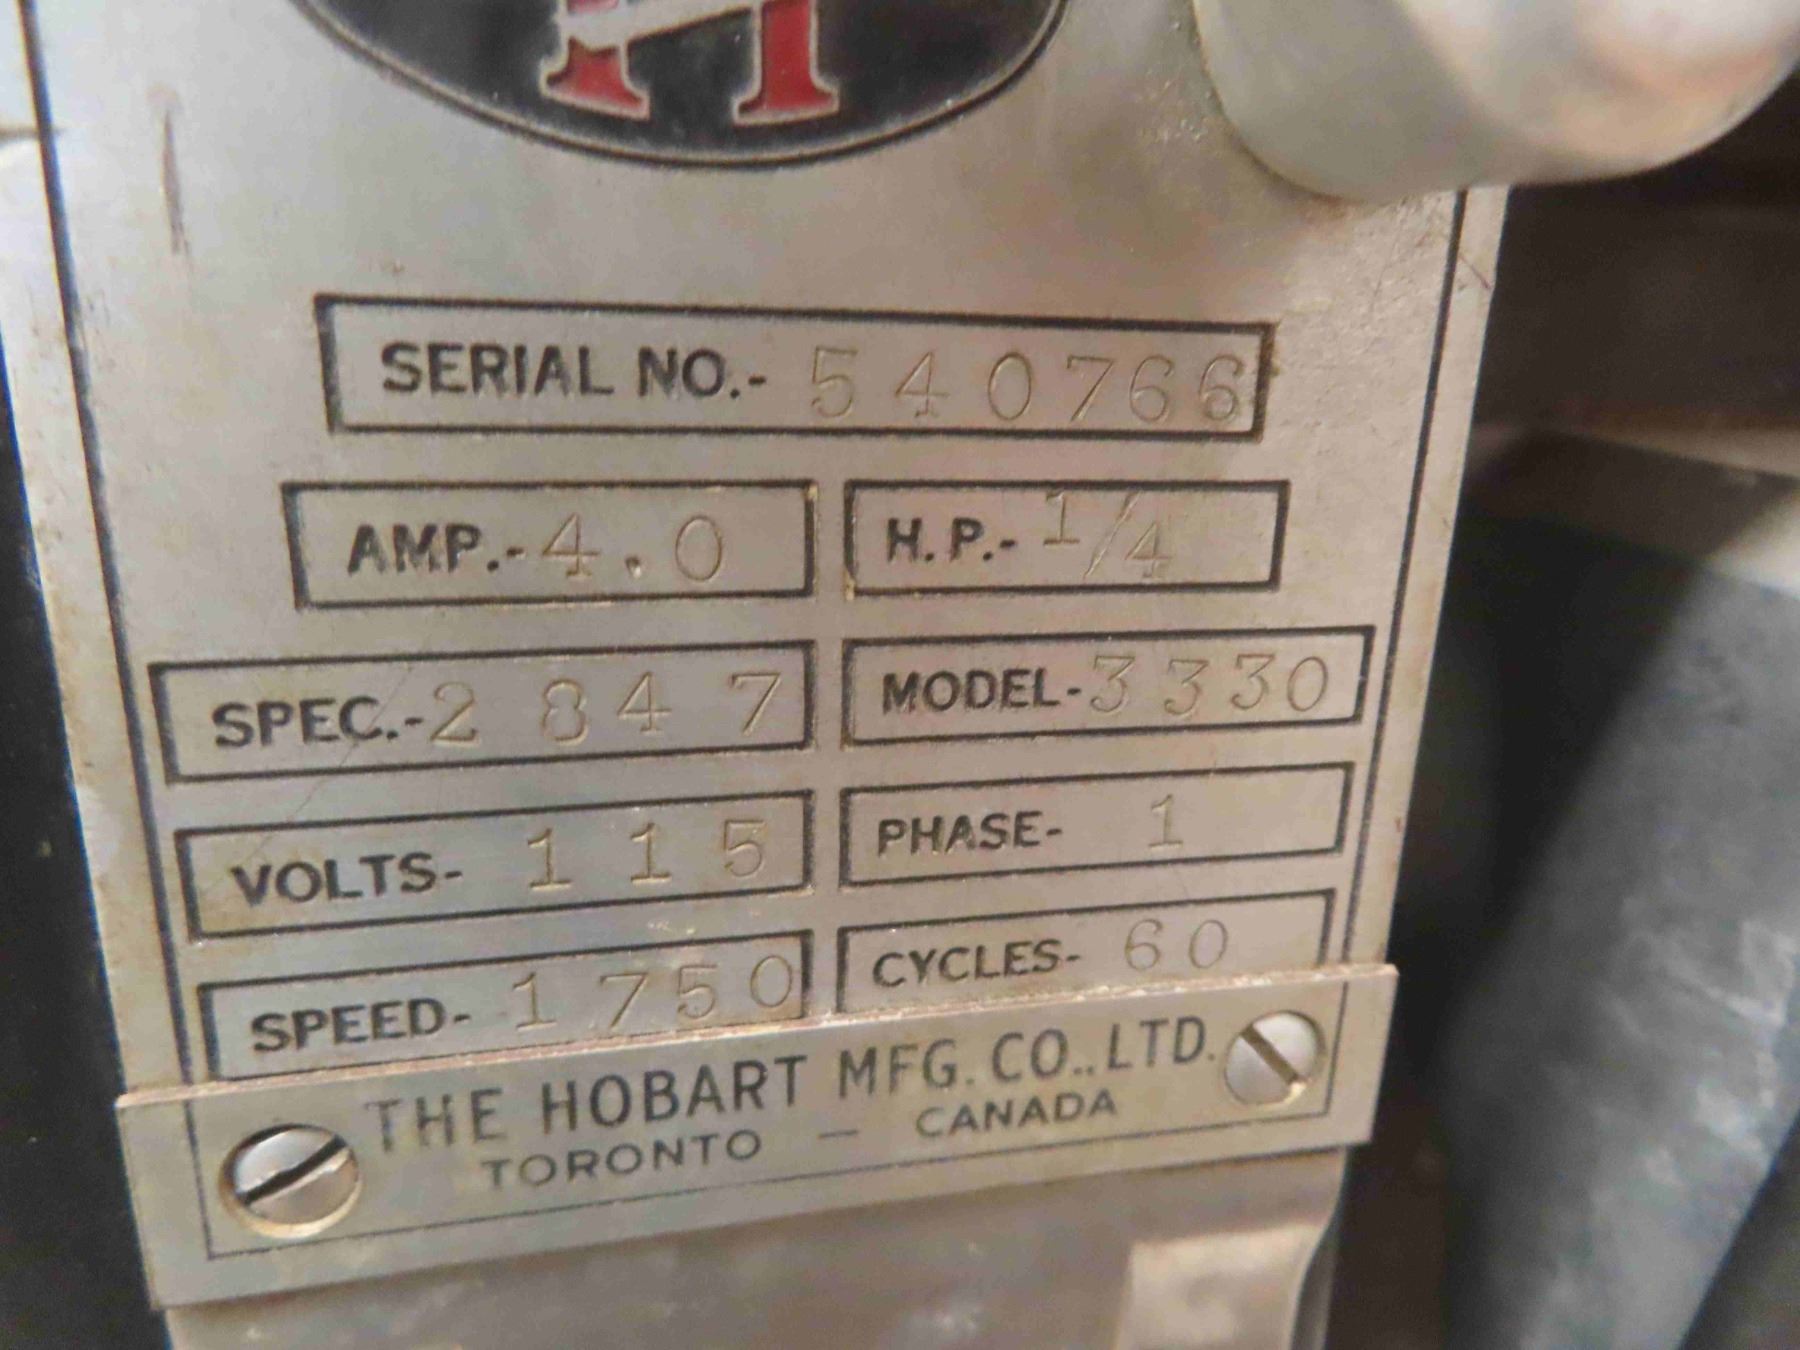 H
SERIAL NO.- 540766
AMP.- 4.0 H.P.- 1/4
SPEC.- 2847 MODEL- 3330
VOLTS- 115 PHASE- 1
SPEED- 1750 CYCLES- 60
THE HOBART MFG. CO., LTD.
TORONTO — CANADA